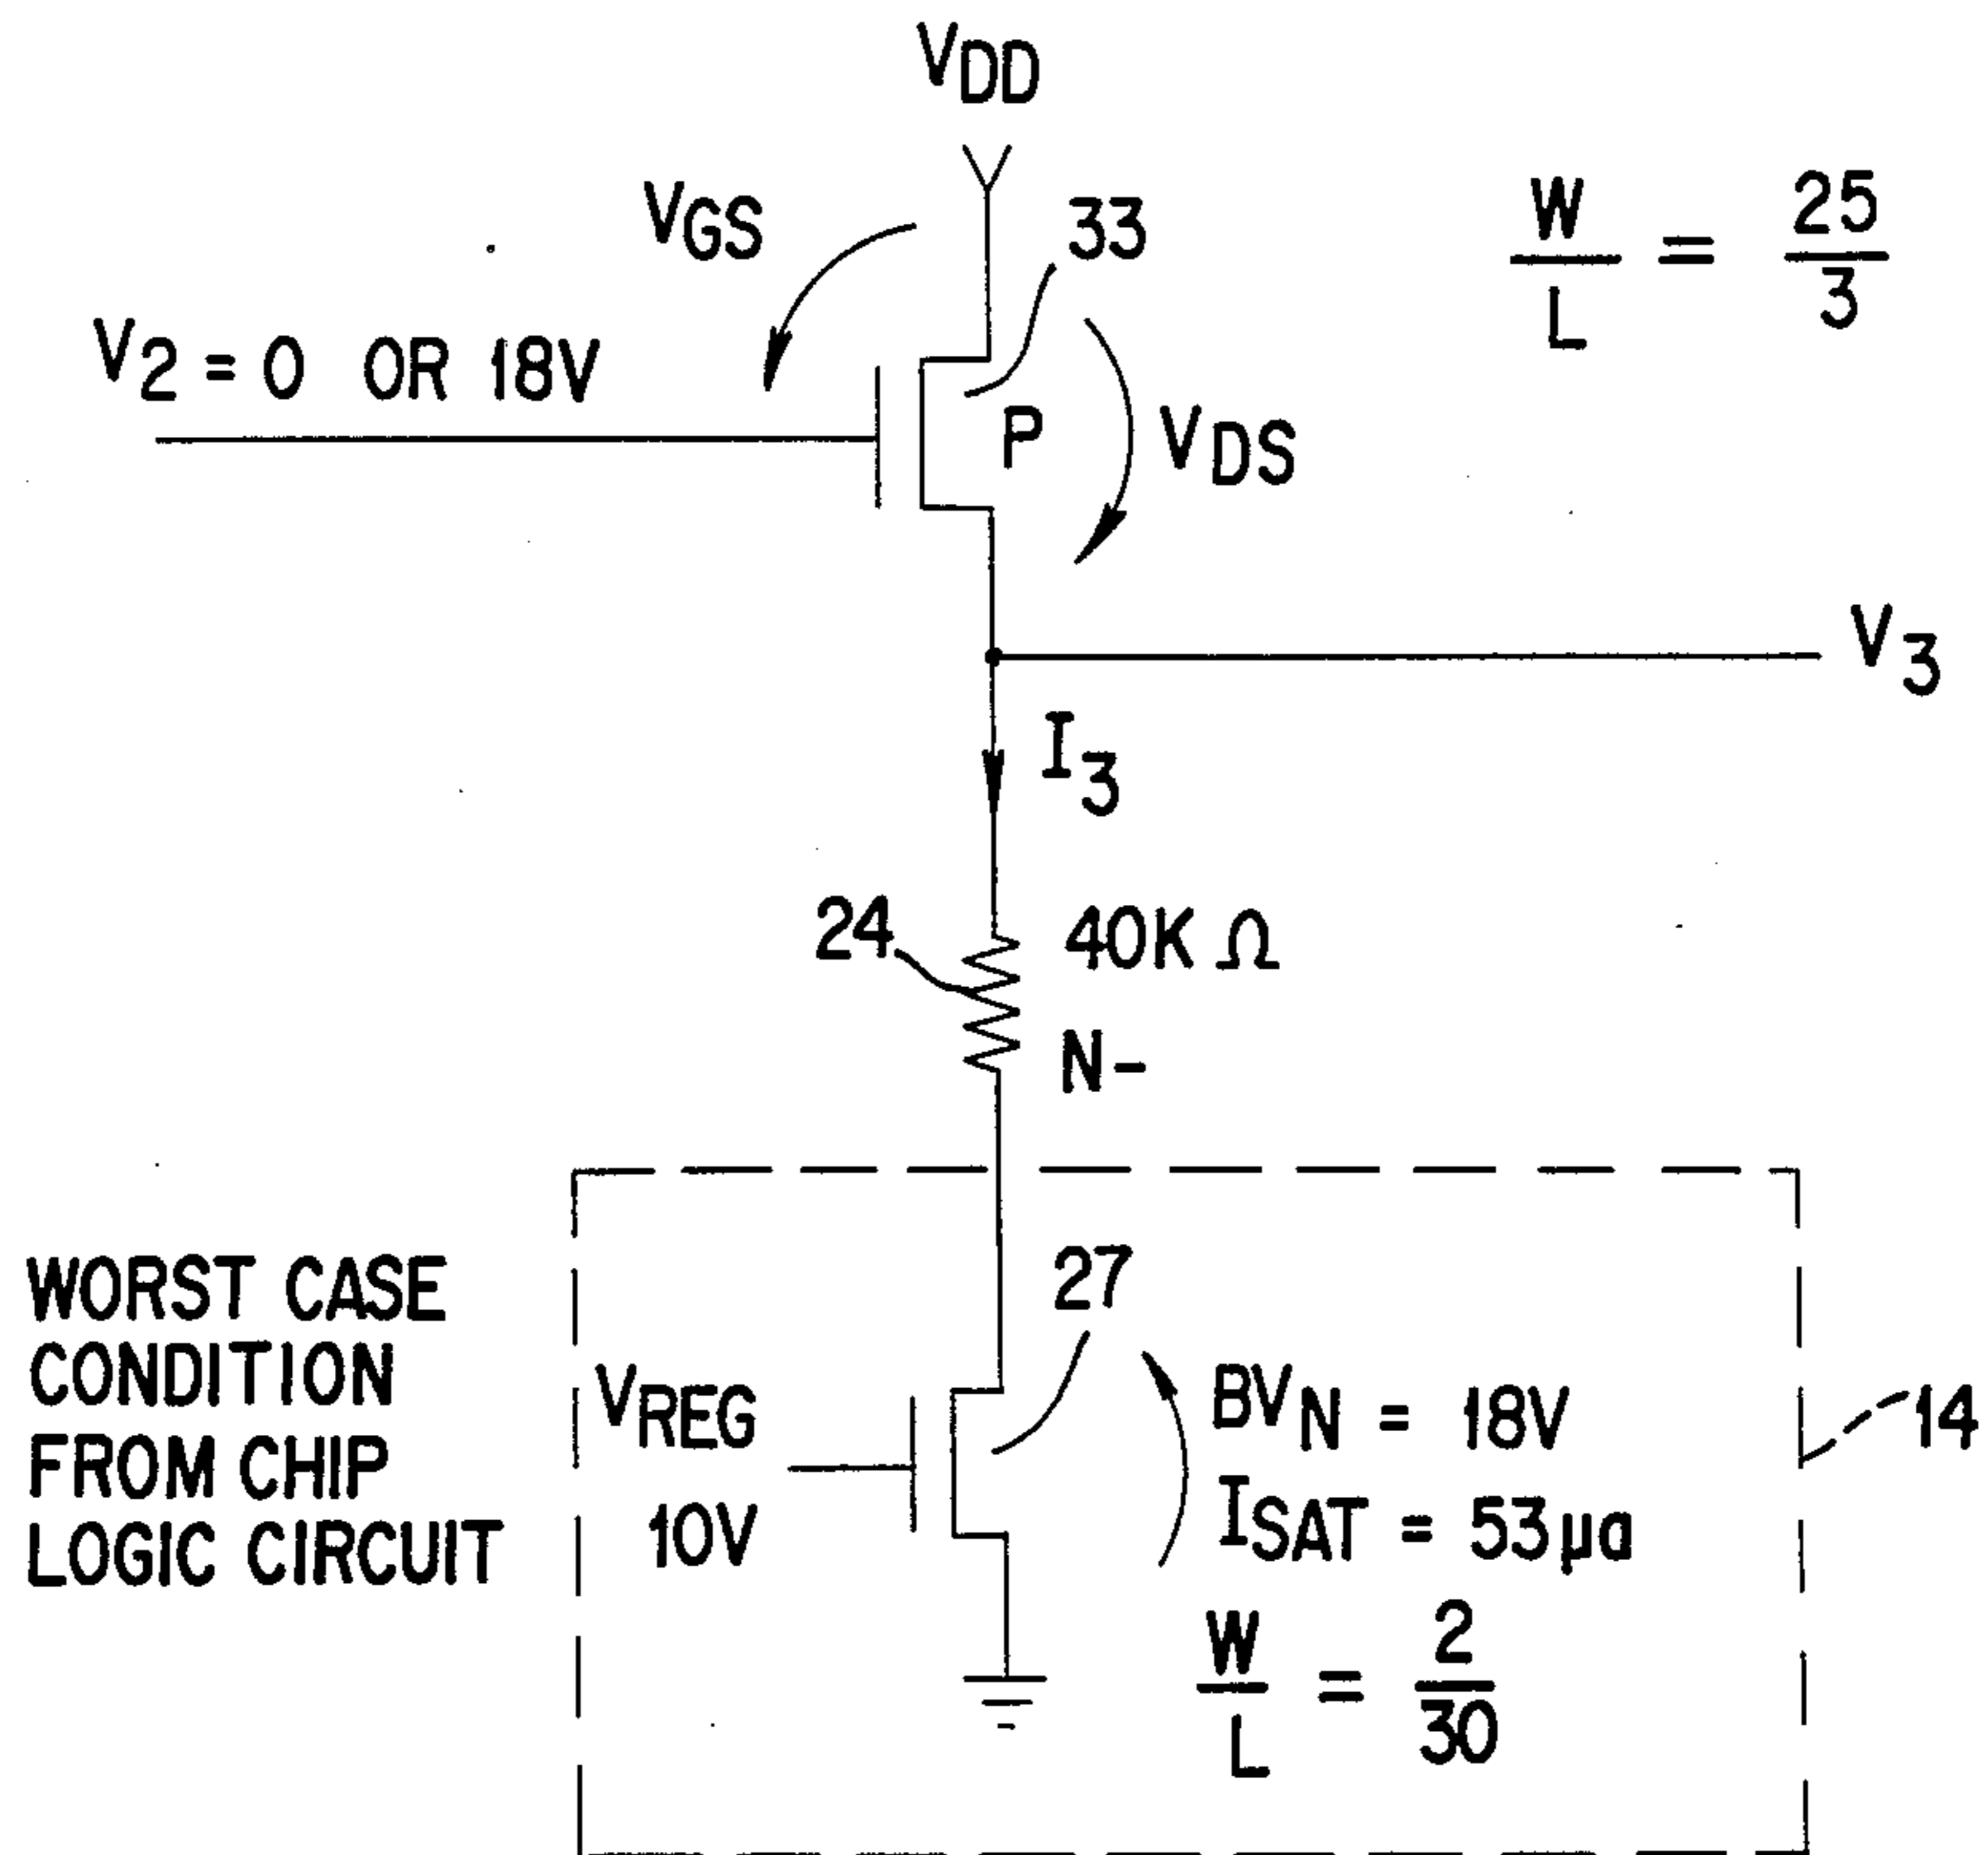 VDD
VGS
33
W/L = 25/3
V2 = 0 OR 18V
P
VDS
V3
I3
24
40K Ω
N-
WORST CASE
CONDITION
FROM CHIP
LOGIC CIRCUIT
27
VREG
10V
BVN = 18V
ISAT = 53µa
W/L = 2/30
14